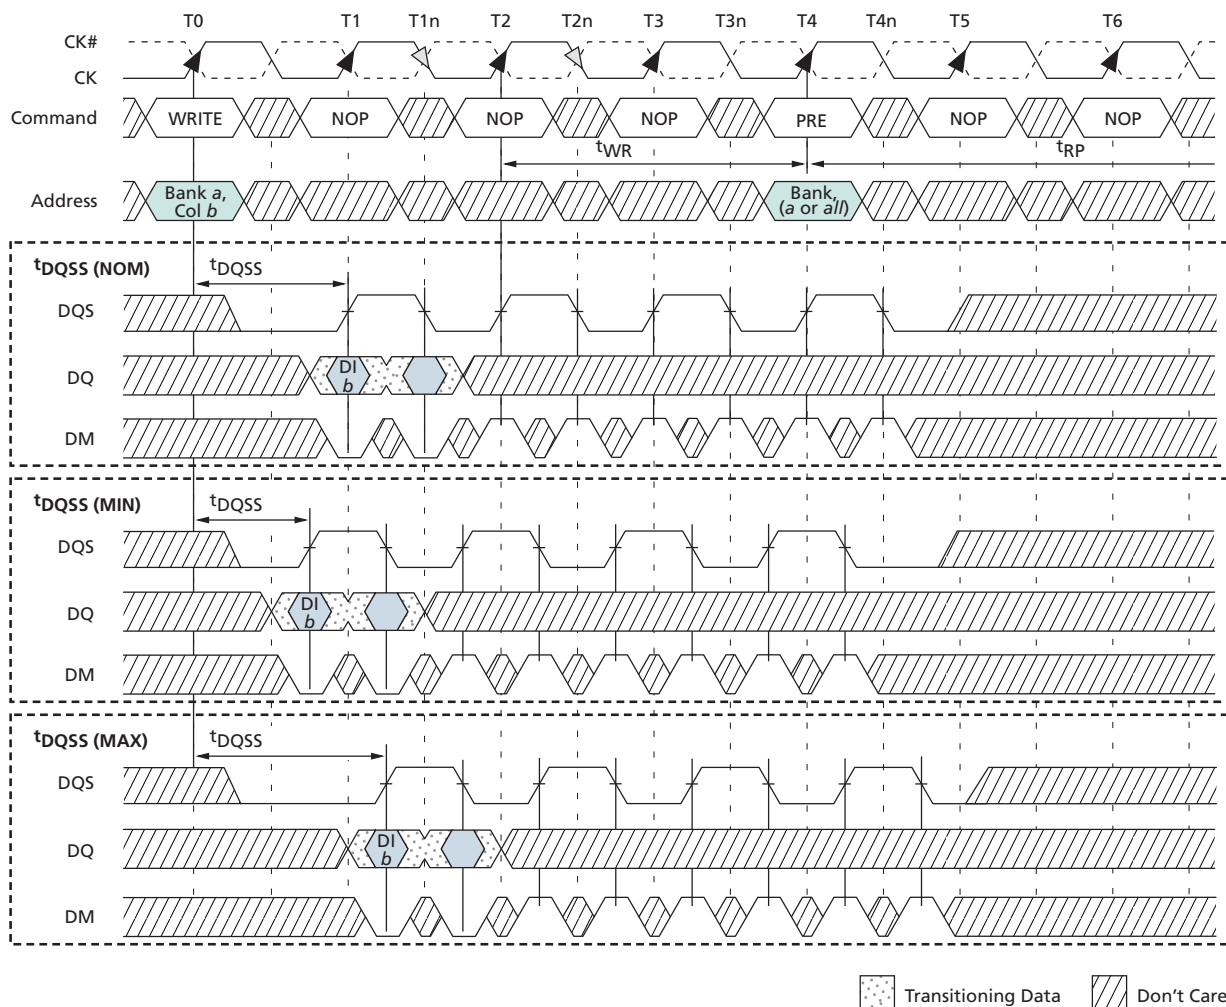 T0 T1 T1n T2 T2n T3 T3n T4 T4n T5 T6
CK#
CK
Command WRITE NOP NOP NOP PRE NOP NOP
tWR tRP
Address Bank a, Col b Bank, (a or all)
tDQSS (NOM) tDQSS
DQS
DQ DI b
DM
tDQSS (MIN) tDQSS
DQS
DQ DI b
DM
tDQSS (MAX) tDQSS
DQS
DQ DI b
DM
Transitioning Data Don't Care